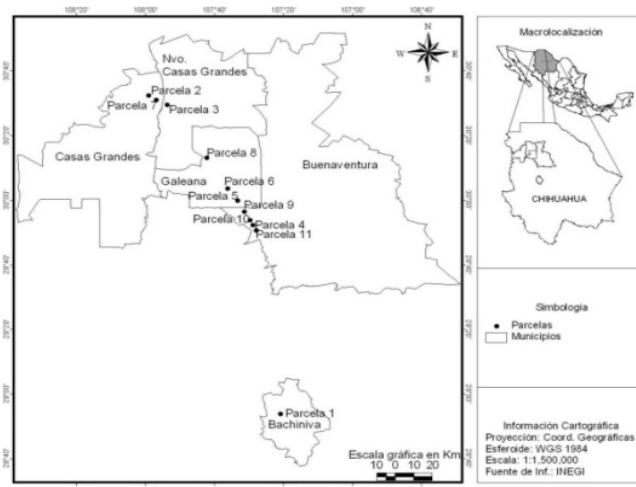 108°20' 108°00' 107°40' 107°20' 107°00' 108°40'
N
W E
S
Nvo.
Casas Grandes
Parcela 2
Parcela 7
Parcela 3
Casas Grandes
Parcela 8
Buenaventura
Galeana
Parcela 6
Parcela 5
Parcela 9
Parcela 10
Parcela 4
Parcela 11
Parcela 1
Bachiniva
Escala gráfica en Km
10 0 10 20
Macrolocalización
CHIHUAHUA
Simbología
Parcelas
Municipios
Información Cartográfica
Proyección: Coord. Geográficas
Esferoide: WGS 1984
Escala: 1:1,500,000
Fuente de Inf.: INEGI